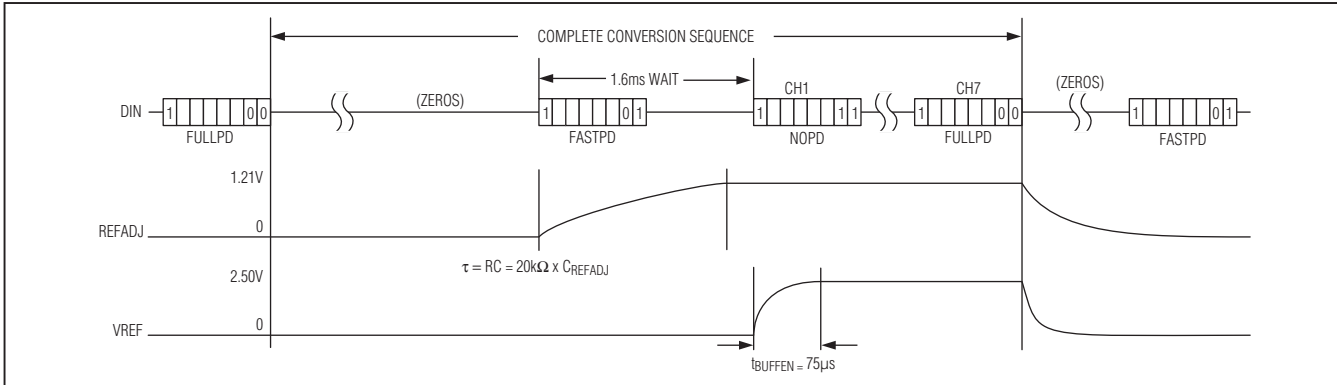 COMPLETE CONVERSION SEQUENCE
1.6ms WAIT
CH1
CH7
(ZEROS)
(ZEROS)
DIN
1 0 0
1 0 1
1 1 1
1 0 0
1 0 1
FULLPD
FASTPD
NOPD
FULLPD
FASTPD
1.21V
REFADJ
0
τ = RC = 20kΩ x CREFADJ
2.50V
VREF
0
tBUFFEN = 75µs